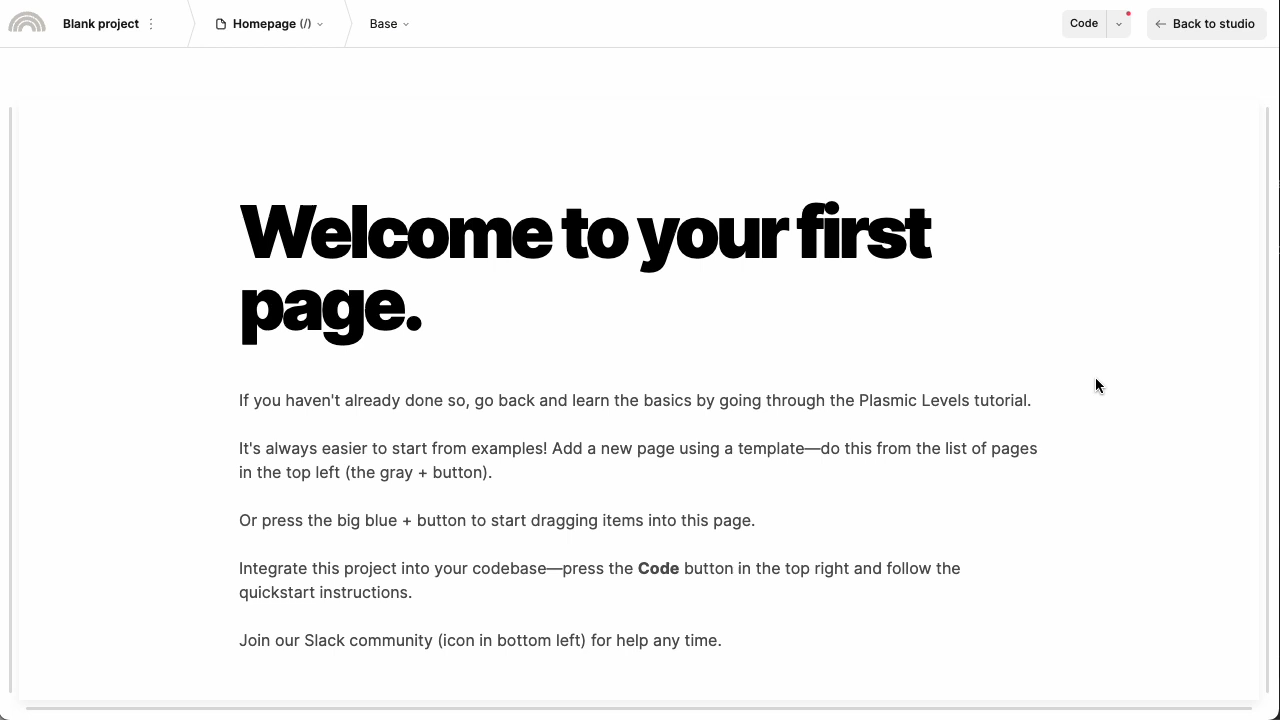 Blank project
Homepage (/)
Base
Code
Back to studio
Welcome to your first
page.
If you haven't already done so, go back and learn the basics by going through the Plasmic Levels tutorial.
It's always easier to start from examples! Add a new page using a template—do this from the list of pages
in the top left (the gray + button).
Or press the big blue + button to start dragging items into this page.
Integrate this project into your codebase—press the Code button in the top right and follow the
quickstart instructions.
Join our Slack community (icon in bottom left) for help any time.